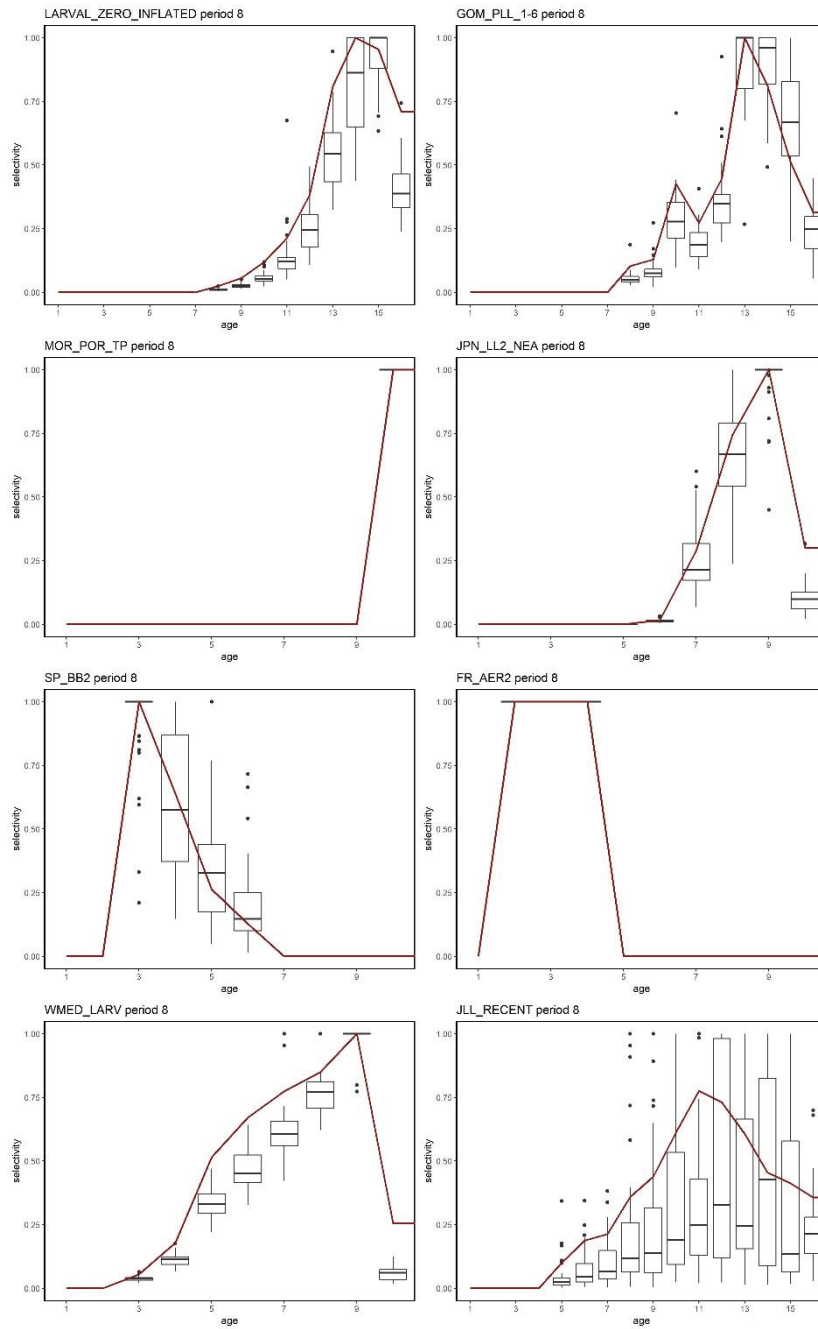 LARVAL_ZERO_INFLATED period 8
1.00
0.75
0.50
0.25
0.00
selectivity
1 3 5 7 9 11 13 15
age
GOM_PLL_1-6 period 8
1.00
0.75
0.50
0.25
0.00
selectivity
1 3 5 7 9 11 13 15
age
MOR_POR_TP period 8
1.00
0.75
0.50
0.25
0.00
selectivity
1 3 5 7 9
age
JPN_LL2_NEA period 8
1.00
0.75
0.50
0.25
0.00
selectivity
1 3 5 7 9
age
SP_BB2 period 8
1.00
0.75
0.50
0.25
0.00
selectivity
1 3 5 7 9
age
FR_AER2 period 8
1.00
0.75
0.50
0.25
0.00
selectivity
1 3 5 7 9
age
WMED_LARV period 8
1.00
0.75
0.50
0.25
0.00
selectivity
1 3 5 7 9
age
JLL_RECENT period 8
1.00
0.75
0.50
0.25
0.00
selectivity
1 3 5 7 9 11 13 15
age